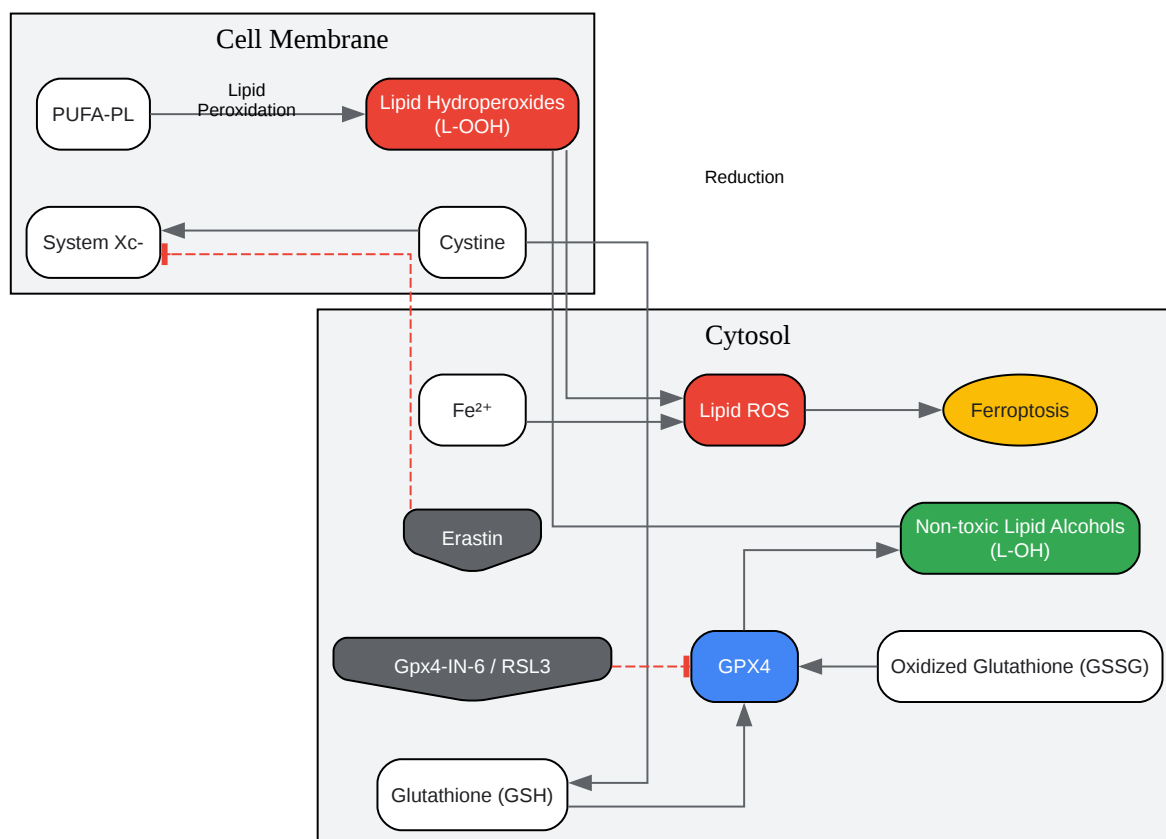 Cell Membrane
PUFA-PL
Lipid
Peroxidation
Lipid Hydroperoxides
(L-OOH)
Reduction
System Xc-
Cystine
Cytosol
Fe²⁺
Lipid ROS
Ferroptosis
Erastin
Non-toxic Lipid Alcohols
(L-OH)
Gpx4-IN-6 / RSL3
GPX4
Oxidized Glutathione (GSSG)
Glutathione (GSH)